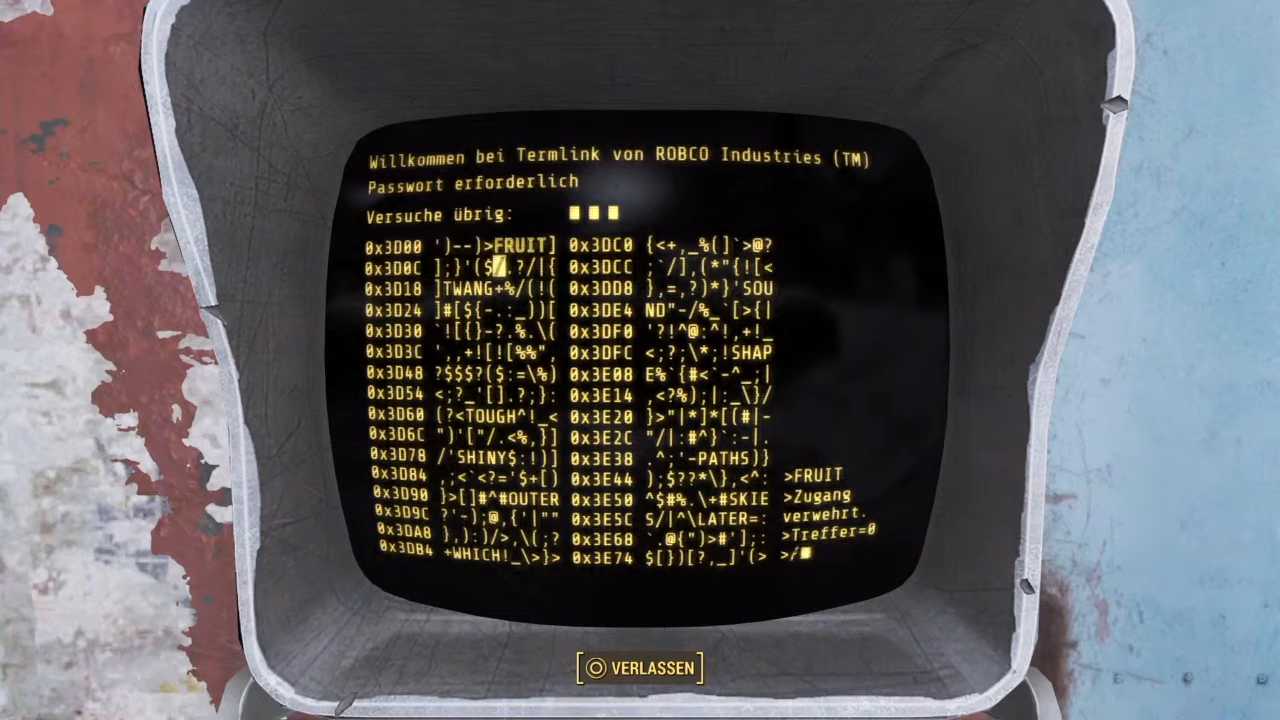 Willkommen bei Termlink von ROBCO Industries (TM)
Passwort erforderlich
Versuche übrig: ■ ■ ■
0x3D00 ')--)>FRUIT] 0x3DC0 {<+,_%(]`>@?
0x3D0C ];}'($/.?/|{ 0x3DCC ;`/],(*"{![<
0x3D18 ]TWANG+%/(!( 0x3DD8 },=,?)*}'SOU
0x3D24 ]#[${-.:_))[ 0x3DE4 ND"-/%_`[>{|
0x3D30 `![{}-?.%.\( 0x3DF0 '?!^@:^!,+!_
0x3D3C ',,+![![%%", 0x3DFC <;?;\*;!SHAP
0x3D48 ?$$$?($:=\%) 0x3E08 E%`{#<`-^_;|
0x3D54 <;?_'[].?;}: 0x3E14 ,<?%);|:_\}/
0x3D60 (?<TOUGH^!_< 0x3E20 }>"|*]*[(#|-
0x3D6C ")'["/.<%,}] 0x3E2C "/|:#^}`:-|.
0x3D78 /'SHINY$:!)] 0x3E38 .^;'-PATHS)}
0x3D84 ,;<`<?='$+[) 0x3E44 );$??*\},<^: >FRUIT
0x3D90 }>[]#^#OUTER 0x3E50 ^$#%.\+#SKIE >Zugang
0x3D9C ?'-);@,{'|"" 0x3E5C S/|^\LATER=: verwehrt.
0x3DA8 },):)/>,\(;? 0x3E68 `,@{")>#'];: >Treffer=0
0x3DB4 +WHICH!_\>}> 0x3E74 $[})[?,_]'(> >/■
VERLASSEN